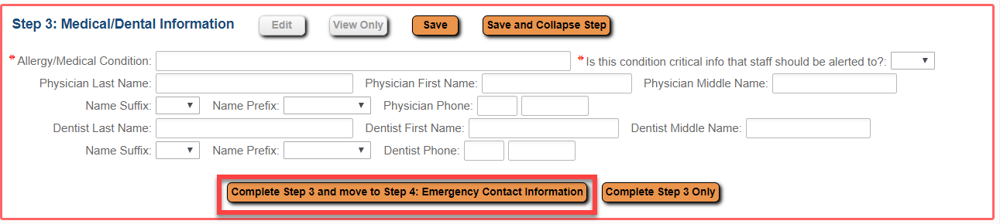 Step 3: Medical/Dental Information Edit View Only Save Save and Collapse Step
* Allergy/Medical Condition: * Is this condition critical info that staff should be alerted to?:
Physician Last Name: Physician First Name: Physician Middle Name:
Name Suffix: Name Prefix: Physician Phone:
Dentist Last Name: Dentist First Name: Dentist Middle Name:
Name Suffix: Name Prefix: Dentist Phone:
Complete Step 3 and move to Step 4: Emergency Contact Information Complete Step 3 Only